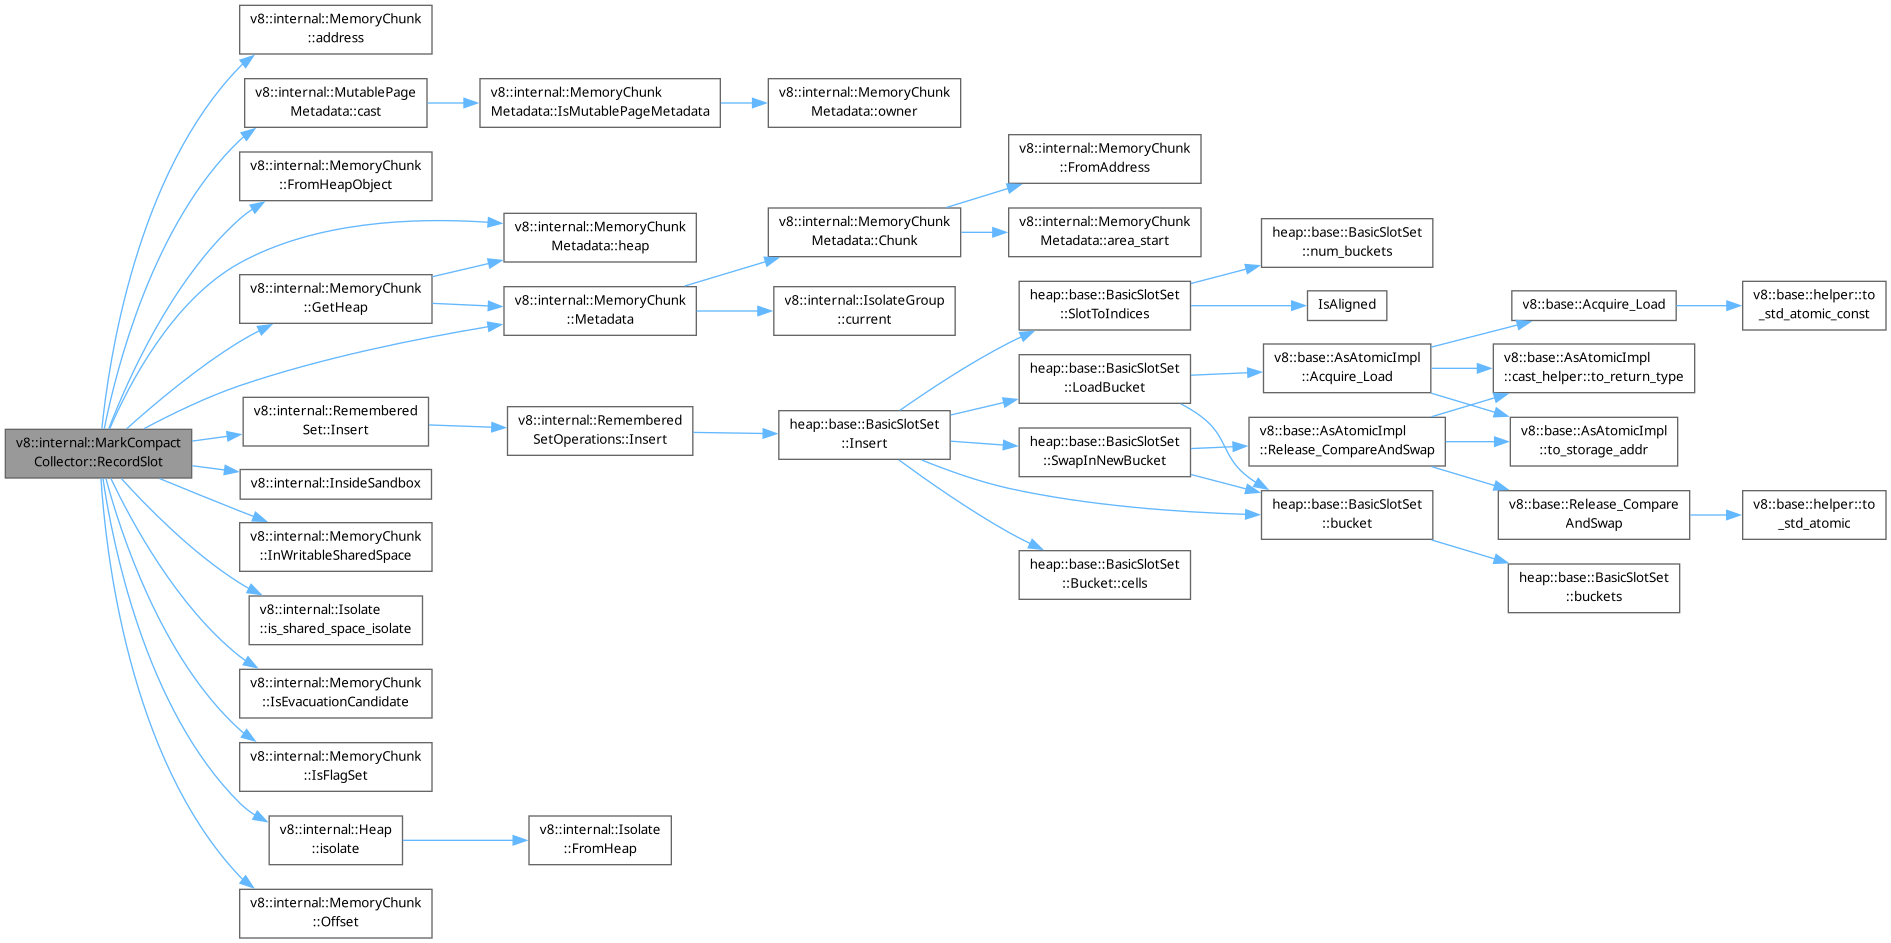 v8::internal::MarkCompact
Collector::RecordSlot
v8::internal::MemoryChunk
::address
v8::internal::MutablePage
Metadata::cast
v8::internal::MemoryChunk
Metadata::IsMutablePageMetadata
v8::internal::MemoryChunk
Metadata::owner
v8::internal::MemoryChunk
::FromHeapObject
v8::internal::MemoryChunk
Metadata::heap
v8::internal::MemoryChunk
::GetHeap
v8::internal::MemoryChunk
::Metadata
v8::internal::MemoryChunk
Metadata::Chunk
v8::internal::MemoryChunk
::FromAddress
v8::internal::MemoryChunk
Metadata::area_start
v8::internal::IsolateGroup
::current
v8::internal::Remembered
Set::Insert
v8::internal::Remembered
SetOperations::Insert
heap::base::BasicSlotSet
::Insert
heap::base::BasicSlotSet
::SlotToIndices
heap::base::BasicSlotSet
::num_buckets
IsAligned
heap::base::BasicSlotSet
::LoadBucket
v8::base::AsAtomicImpl
::Acquire_Load
v8::base::Acquire_Load
v8::base::helper::to
_std_atomic_const
v8::base::AsAtomicImpl
::cast_helper::to_return_type
v8::base::AsAtomicImpl
::to_storage_addr
heap::base::BasicSlotSet
::SwapInNewBucket
v8::base::AsAtomicImpl
::Release_CompareAndSwap
v8::base::Release_Compare
AndSwap
v8::base::helper::to
_std_atomic
heap::base::BasicSlotSet
::bucket
heap::base::BasicSlotSet
::buckets
heap::base::BasicSlotSet
::Bucket::cells
v8::internal::InsideSandbox
v8::internal::MemoryChunk
::InWritableSharedSpace
v8::internal::Isolate
::is_shared_space_isolate
v8::internal::MemoryChunk
::IsEvacuationCandidate
v8::internal::MemoryChunk
::IsFlagSet
v8::internal::Heap
::isolate
v8::internal::Isolate
::FromHeap
v8::internal::MemoryChunk
::Offset